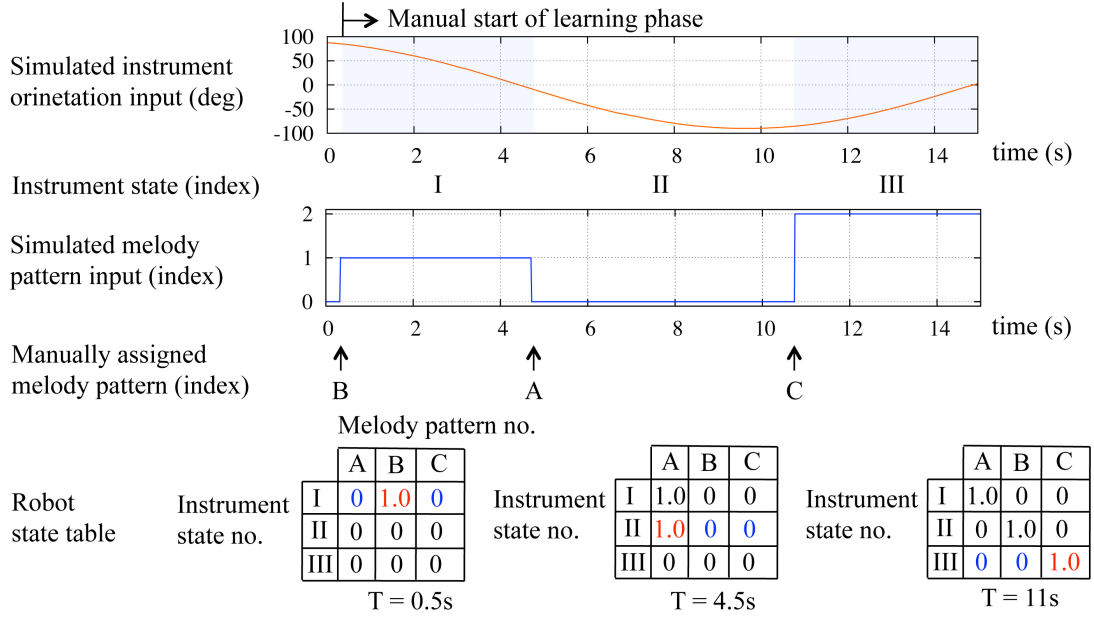 Manual start of learning phase
Simulated instrument
orinetation input (deg)
100
50
0
-50
-100
0 2 4 6 8 10 12 14
time (s)
Instrument state (index)
I II III
Simulated melody
pattern input (index)
2
1
0
0 2 4 6 8 10 12 14
time (s)
Manually assigned
melody pattern (index)
B A C
Melody pattern no.
Robot
state table
Instrument
state no.
A B C
I 0 1.0 0
II 0 0 0
III 0 0 0
T = 0.5s
Instrument
state no.
A B C
I 1.0 0 0
II 1.0 0 0
III 0 0 0
T = 4.5s
Instrument
state no.
A B C
I 1.0 0 0
II 0 1.0 0
III 0 0 1.0
T = 11s